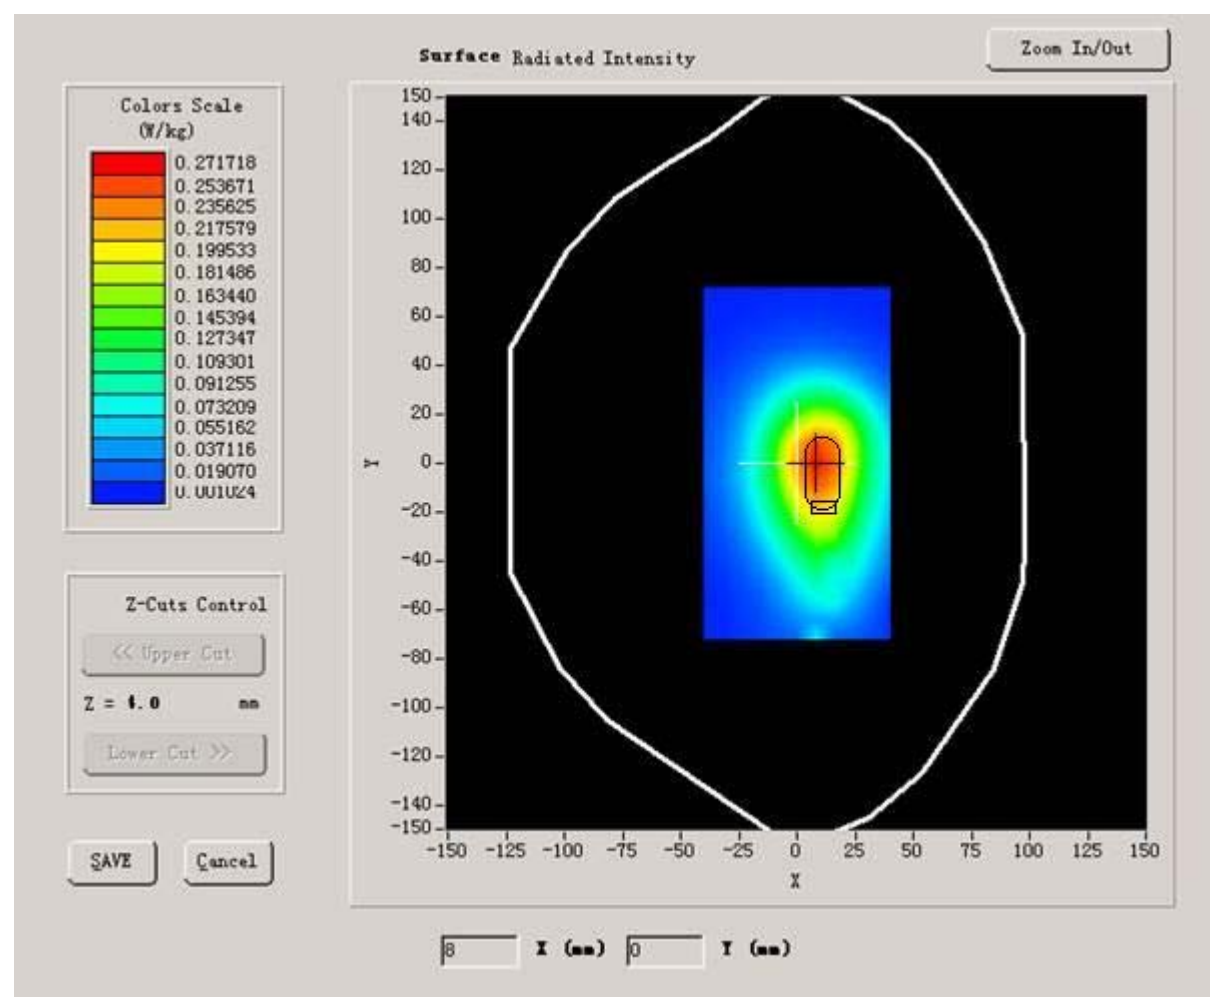 Surface Radiated Intensity
Zoom In/Out
Colors Scale
(W/kg)
0.271718
0.253671
0.235625
0.217579
0.199533
0.181486
0.163440
0.145394
0.127347
0.109301
0.091255
0.073209
0.055162
0.037116
0.019070
0.001024
Z-Cuts Control
<< Upper Cut
Z = 4.0 mm
Lower Cut >>
SAVE
Cancel
150
140
120
100
80
60
40
20
0
-20
-40
-60
-80
-100
-120
-140
-150
Y
-150 -125 -100 -75 -50 -25 0 25 50 75 100 125 150
X
8 X (mm) 0 Y (mm)